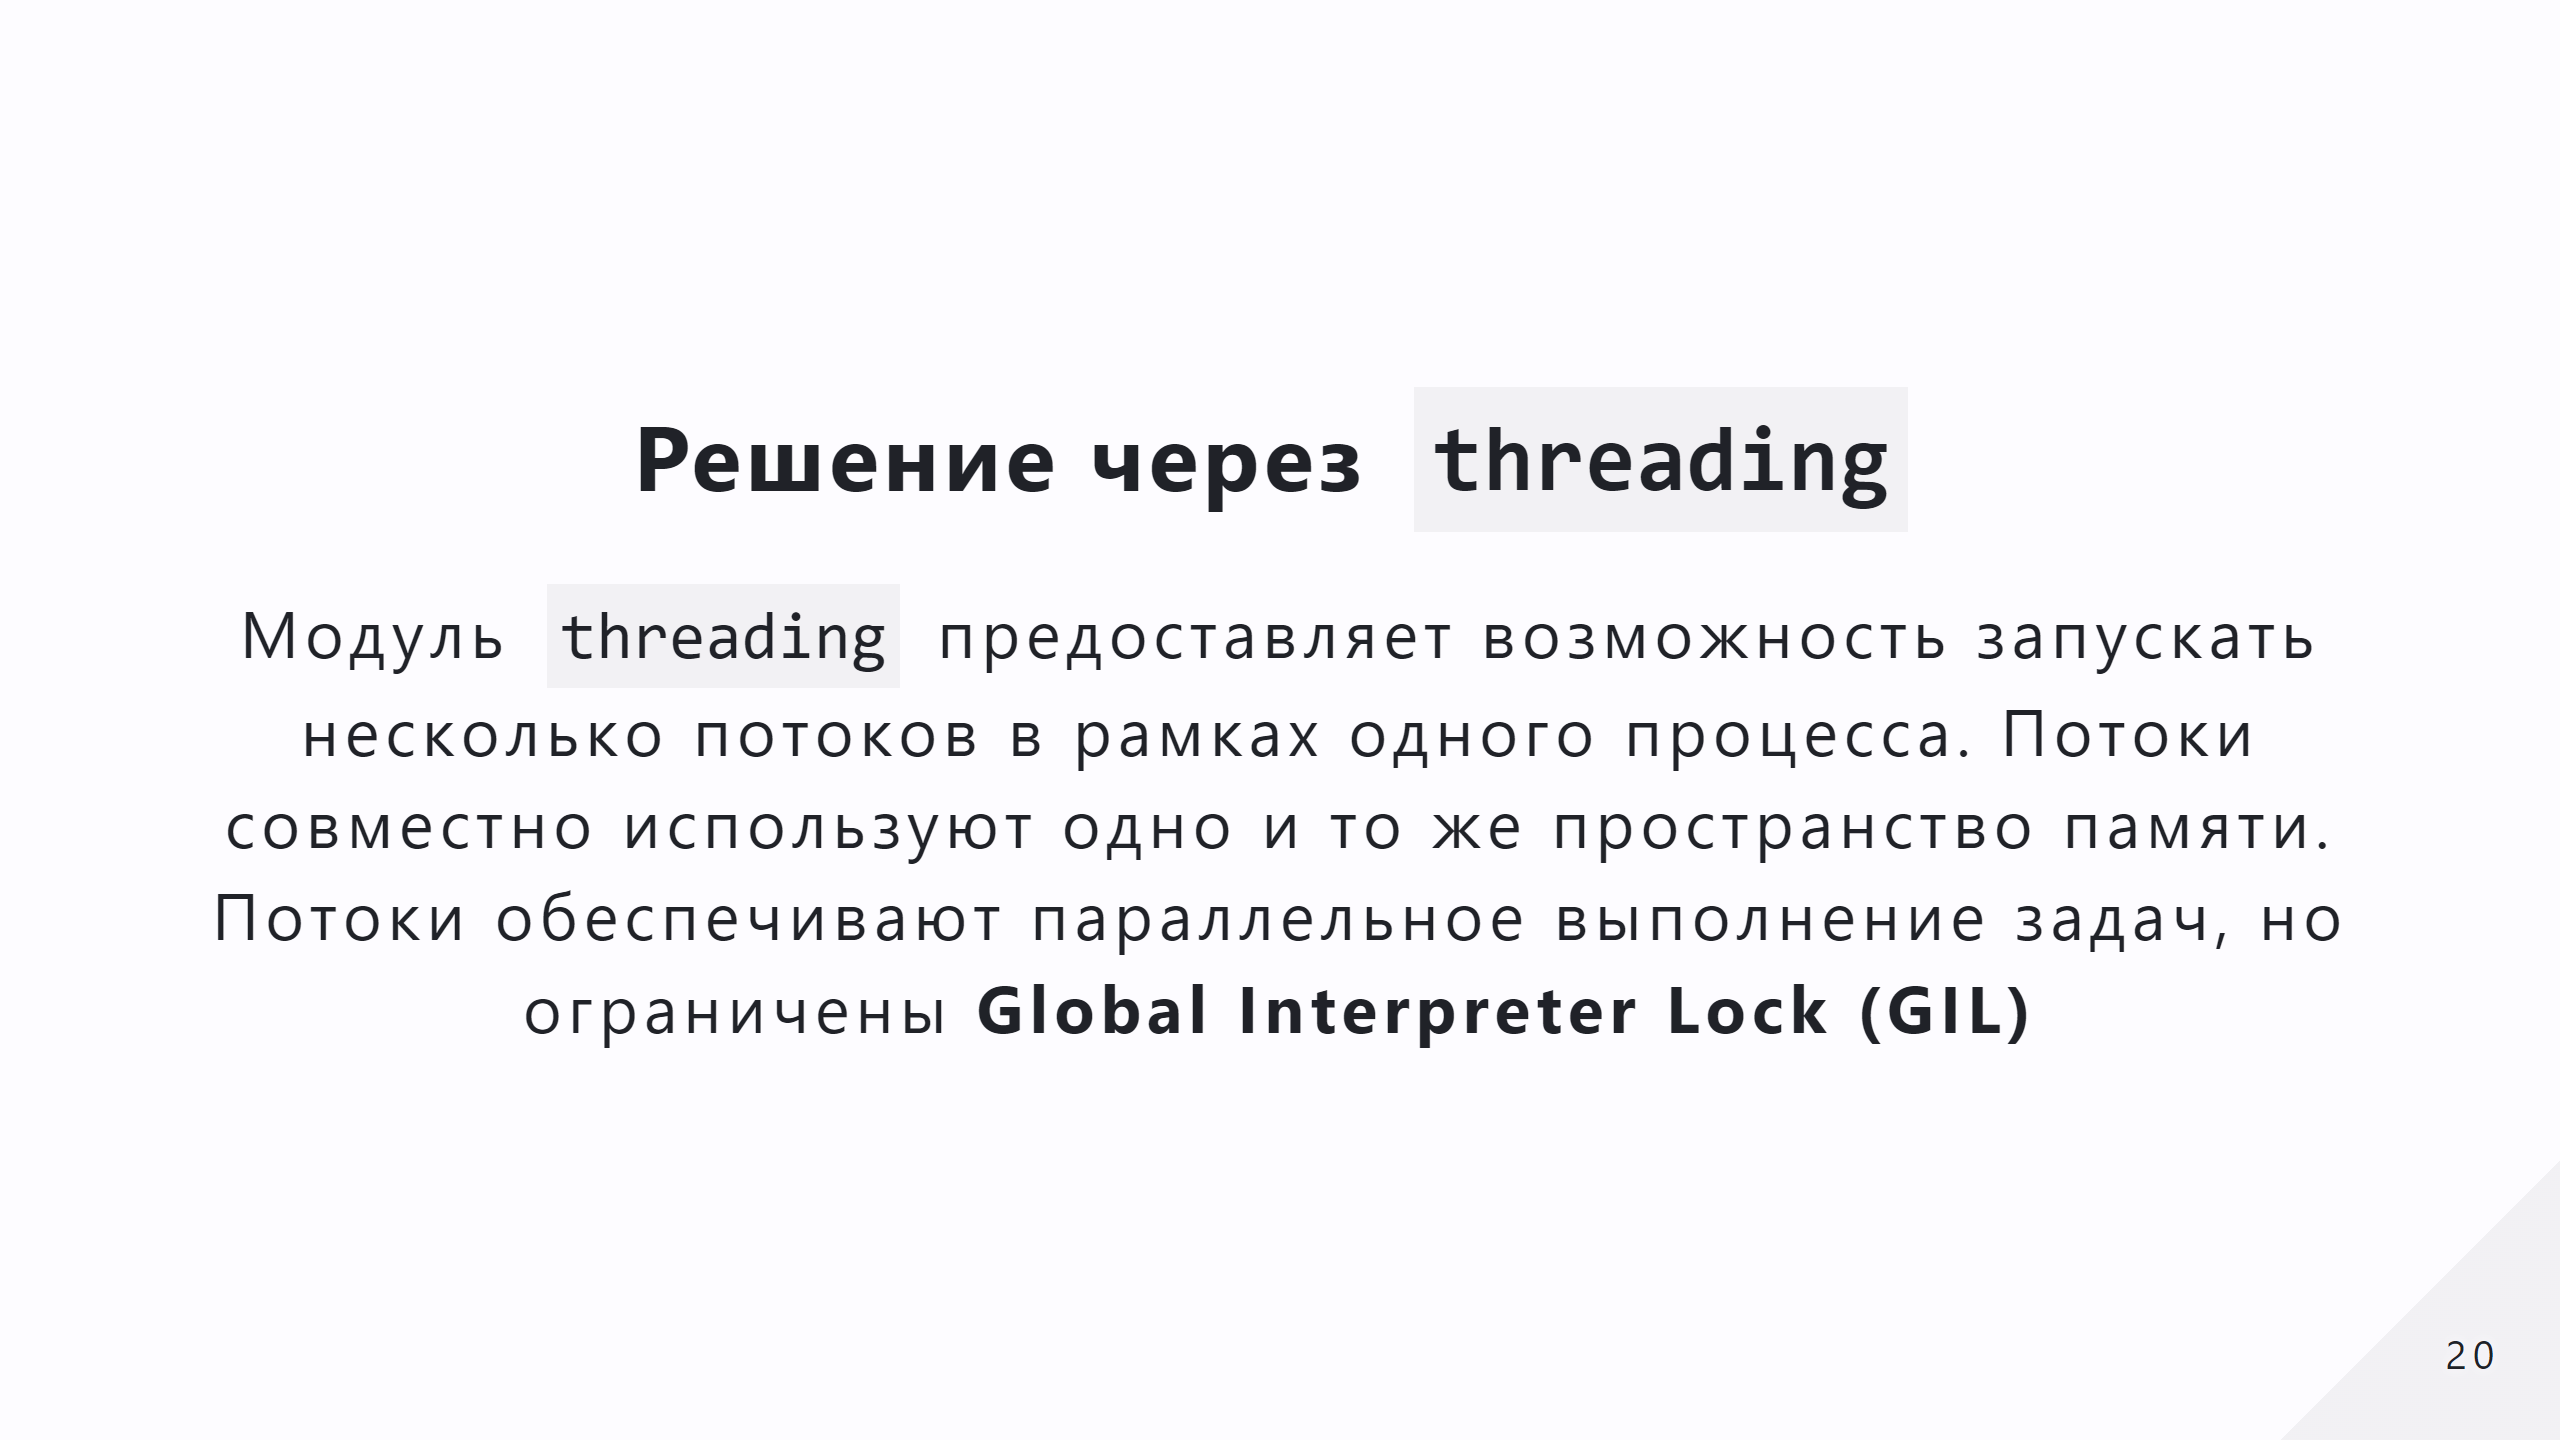 Решение через threading
Модуль threading предоставляет возможность запускать
несколько потоков в рамках одного процесса. Потоки
совместно используют одно и то же пространство памяти.
Потоки обеспечивают параллельное выполнение задач, но
ограничены Global Interpreter Lock (GIL)
20